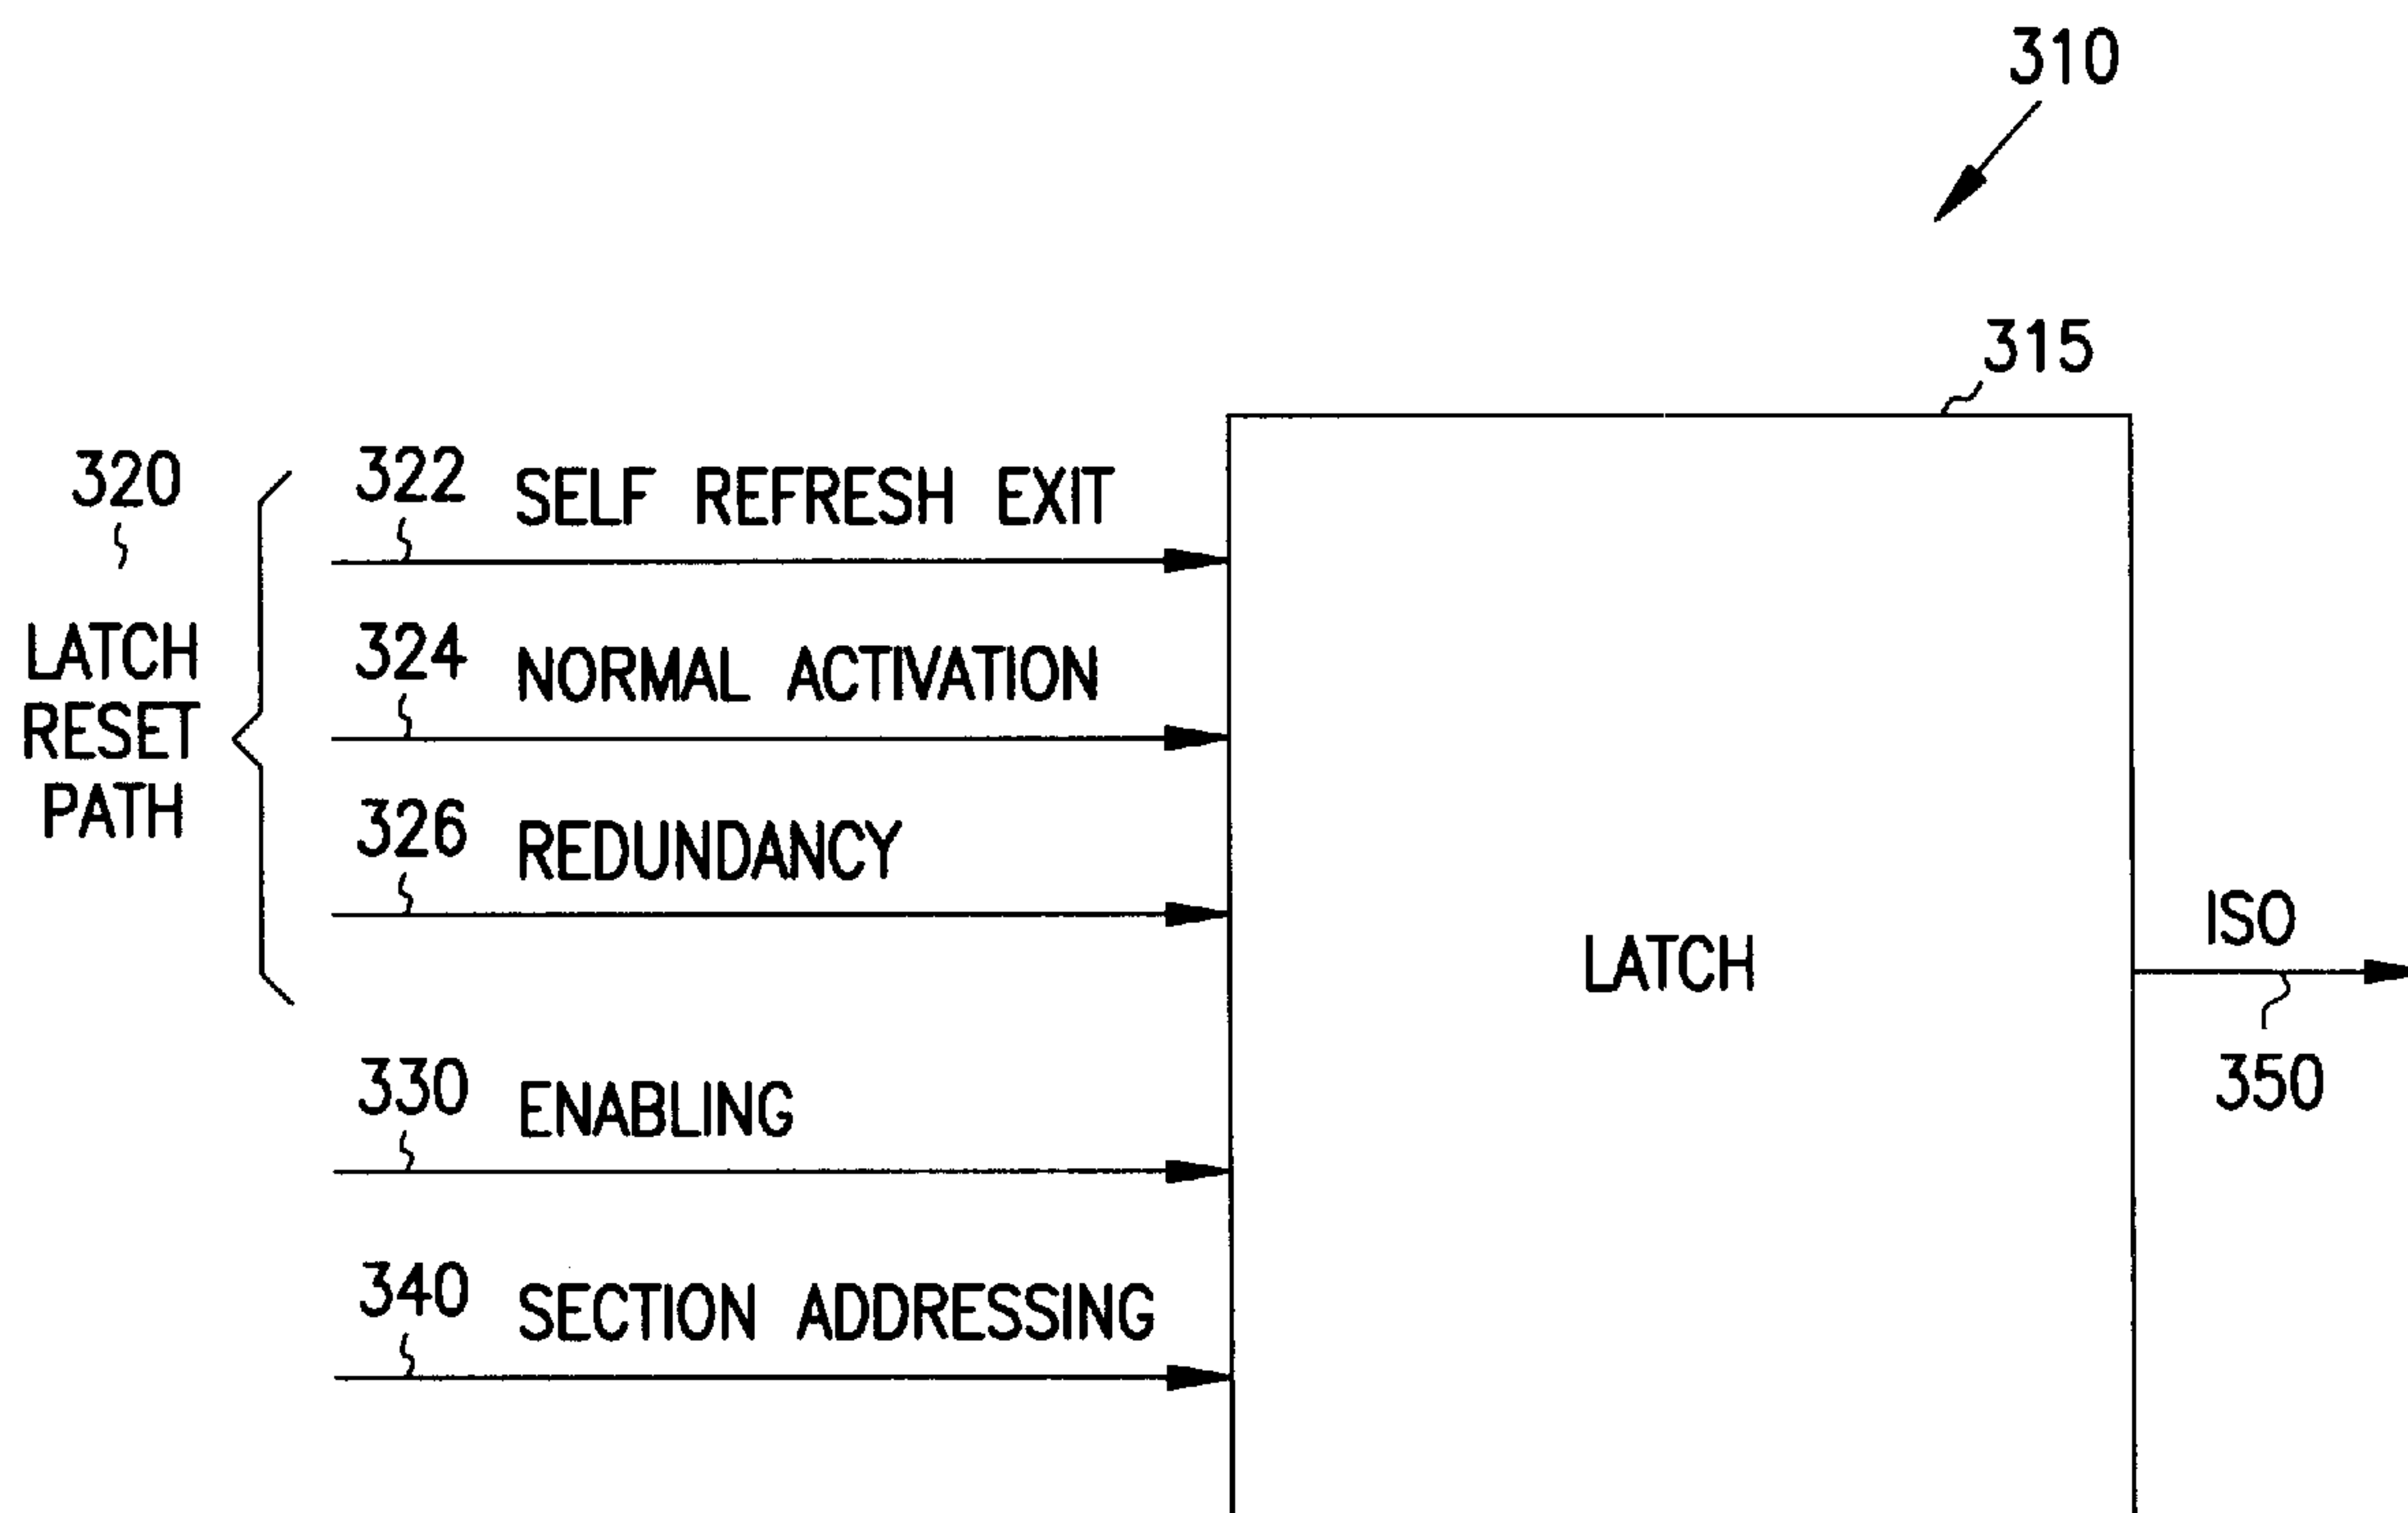 310
315
320
LATCH
RESET
PATH
322 SELF REFRESH EXIT
324 NORMAL ACTIVATION
326 REDUNDANCY
330 ENABLING
340 SECTION ADDRESSING
LATCH
ISO
350